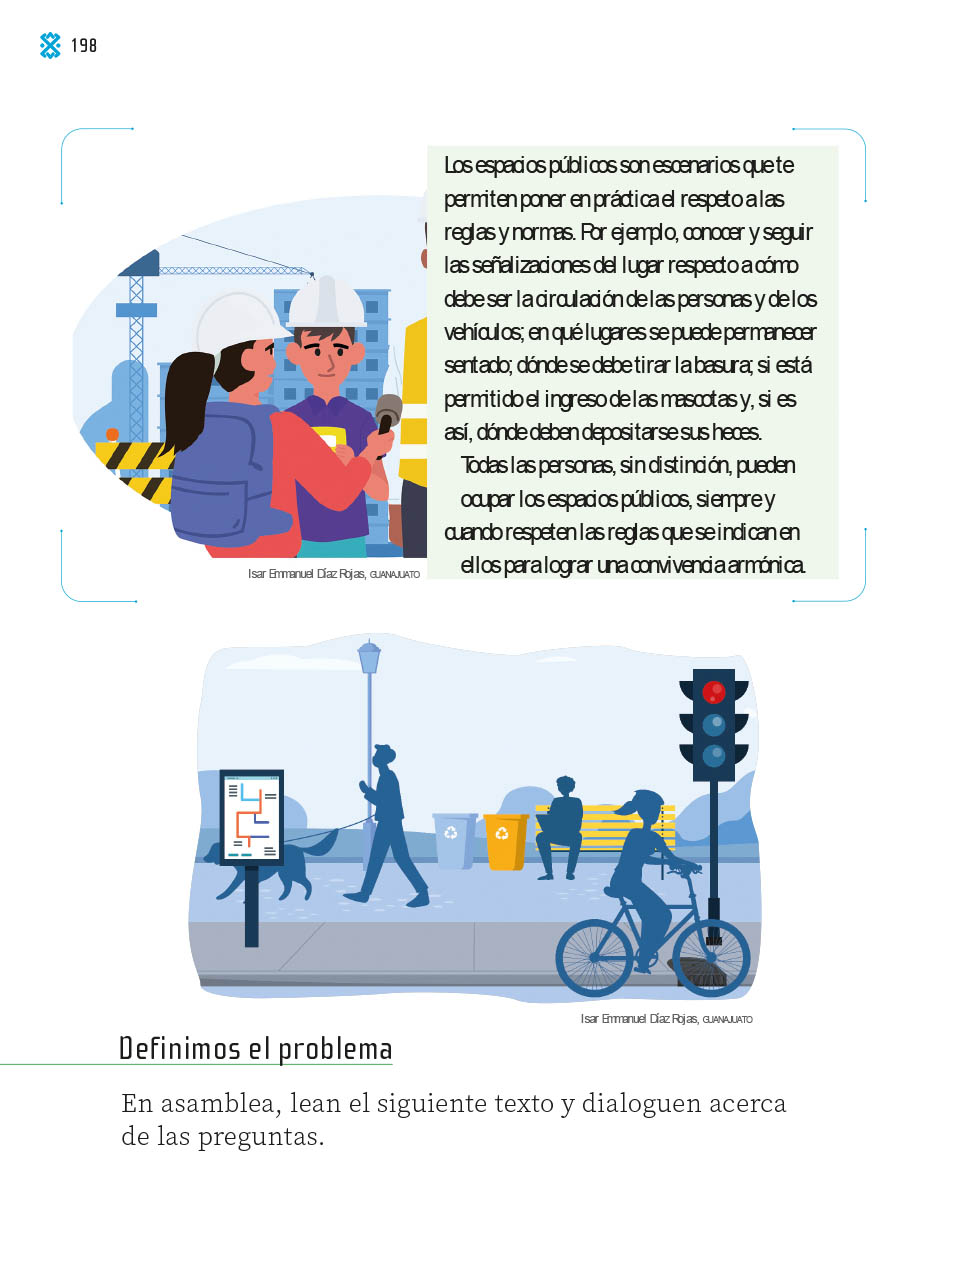 198
Los espacios públicos son escenarios que te
permiten poner en práctica el respeto a las
reglas y normas. Por ejemplo, conocer y seguir
las señalizaciones del lugar respecto a cómo
debe ser la circulación de las personas y de los
vehículos; en qué lugares se puede permanecer
sentado; dónde se debe tirar la basura; si está
permitido el ingreso de las mascotas y, si es
así, dónde deben depositarse sus heces.
Todas las personas, sin distinción, pueden
ocupar los espacios públicos, siempre y
cuando respeten las reglas que se indican en
ellos para lograr una convivencia armónica.
Isar Emmanuel Díaz Rojas, GUANAJUATO
Isar Emmanuel Díaz Rojas, GUANAJUATO
Definimos el problema
En asamblea, lean el siguiente texto y dialoguen acerca
de las preguntas.